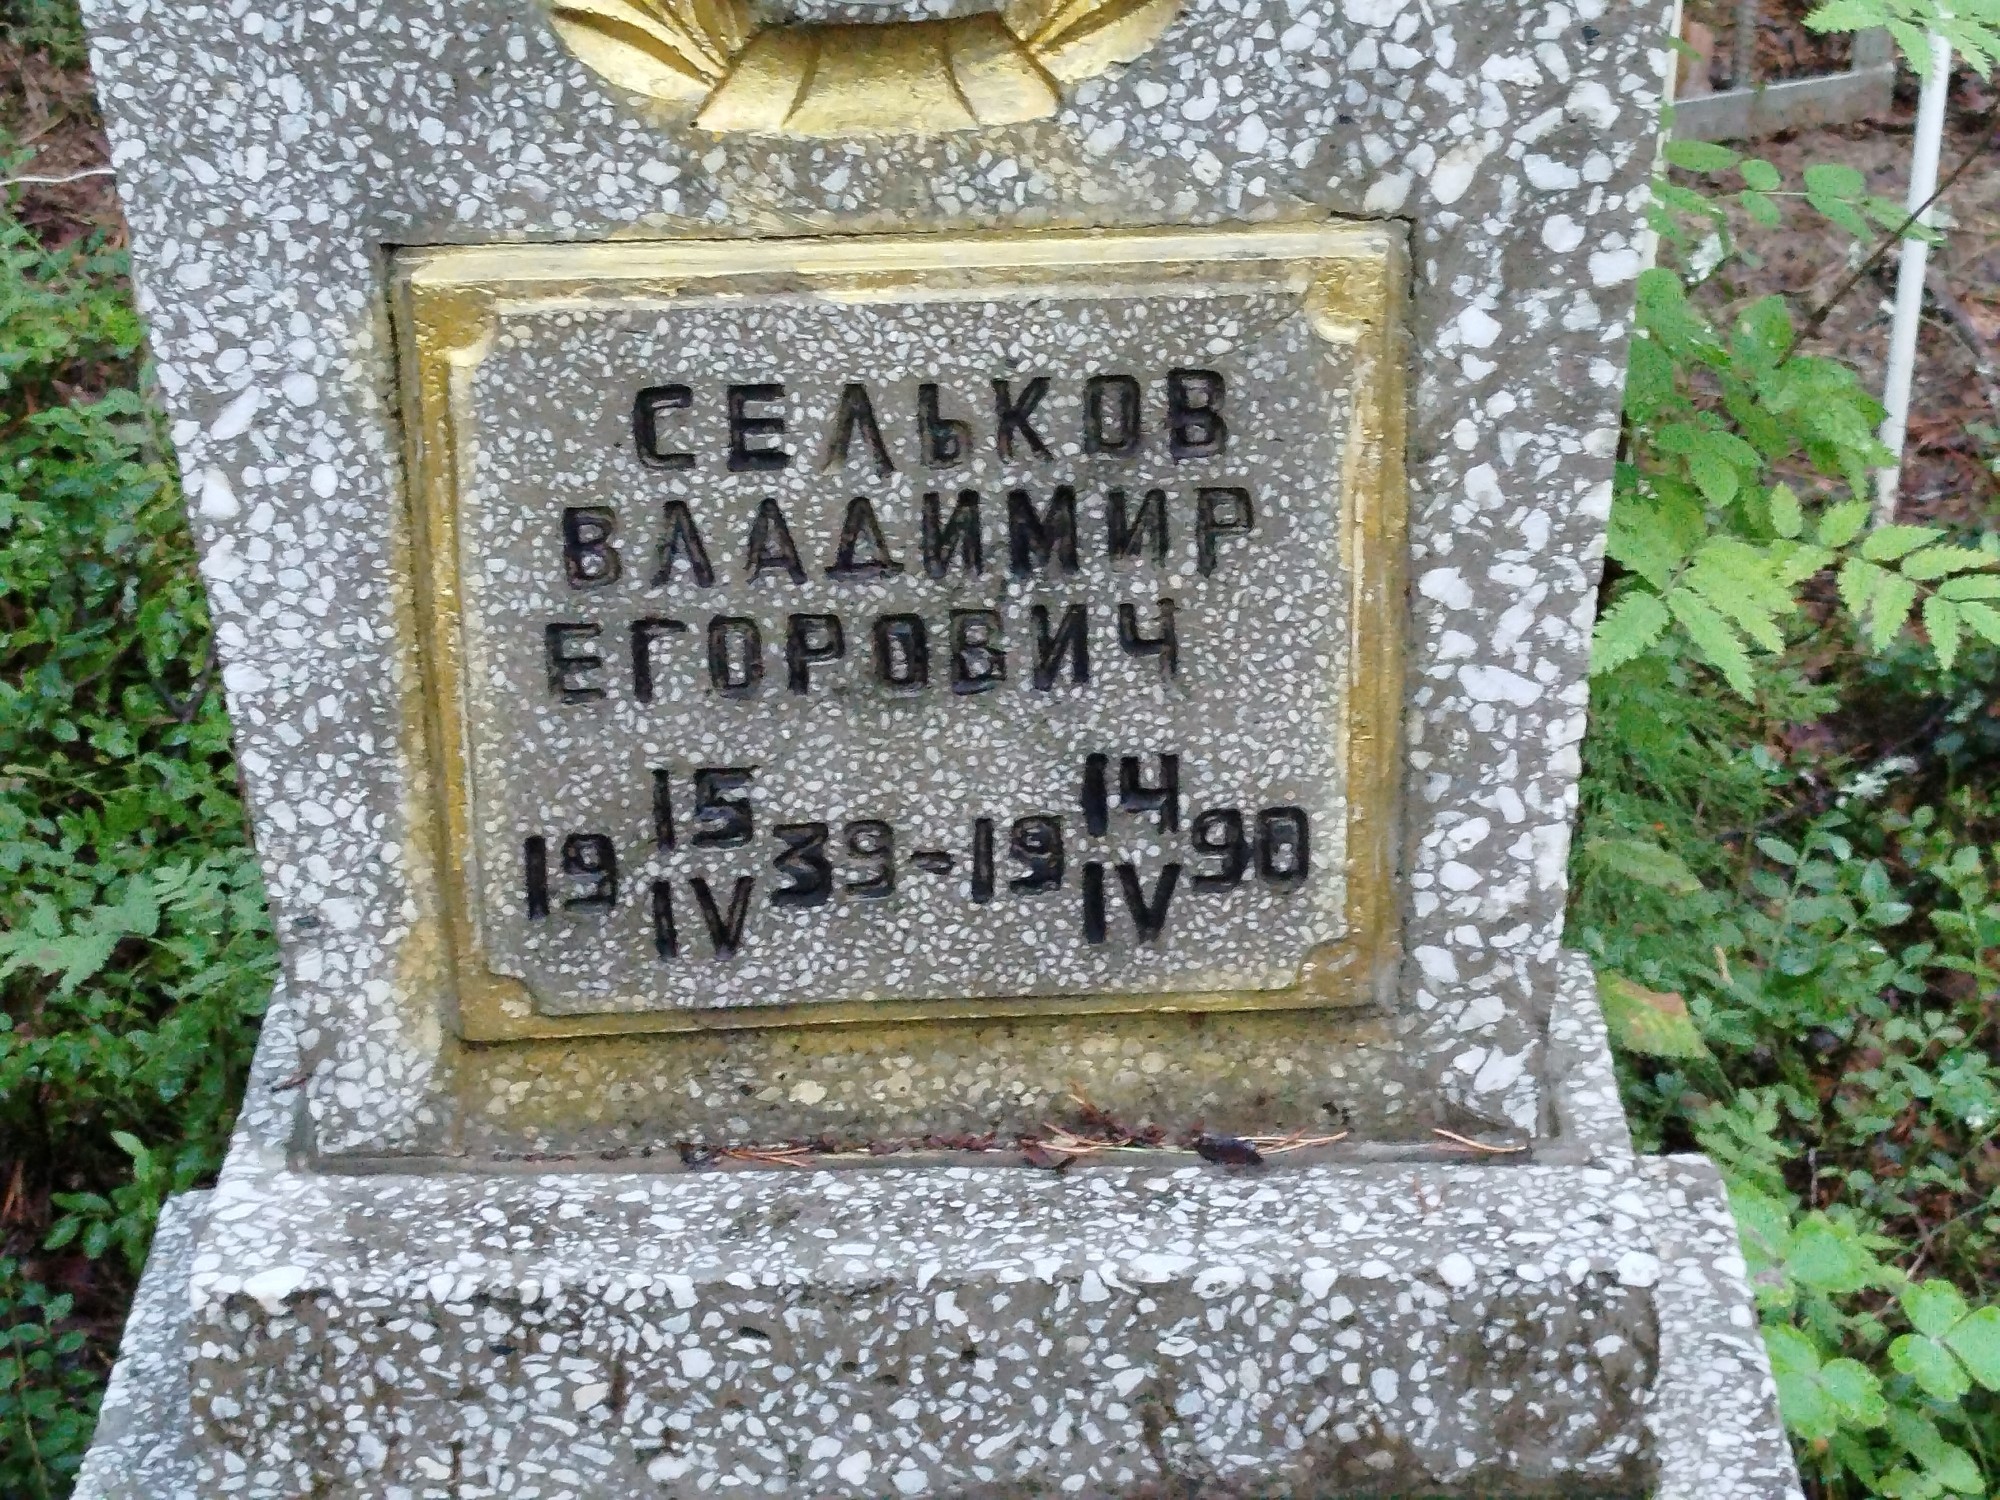 СЕЛЬКОВ
ВЛАДИМИР
ЕГОРОВИЧ
19 15/IV 39-19 14/IV 90